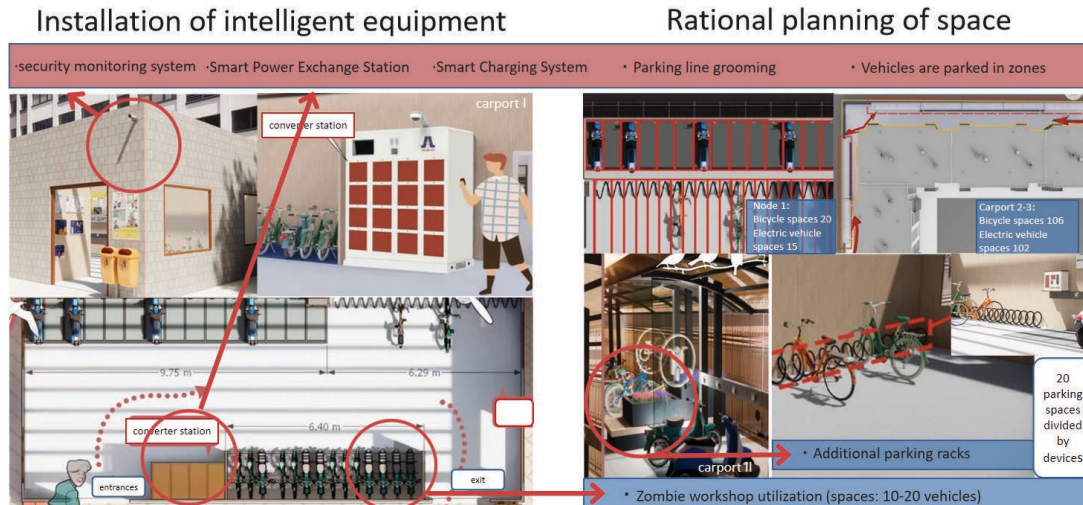 Installation of intelligent equipment
Rational planning of space
·security monitoring system ·Smart Power Exchange Station ·Smart Charging System · Parking line grooming · Vehicles are parked in zones
carport I
converter station
Node 1:
Bicycle spaces 20
Electric vehicle
spaces 15
Carport 2-3:
Bicycle spaces 106
Electric vehicle
spaces 102
9.75 m
6.29 m
converter station
6.40 m
entrances
exit
20
parking
spaces
divided
by
devices
· Additional parking racks
carport II
· Zombie workshop utilization (spaces: 10-20 vehicles)